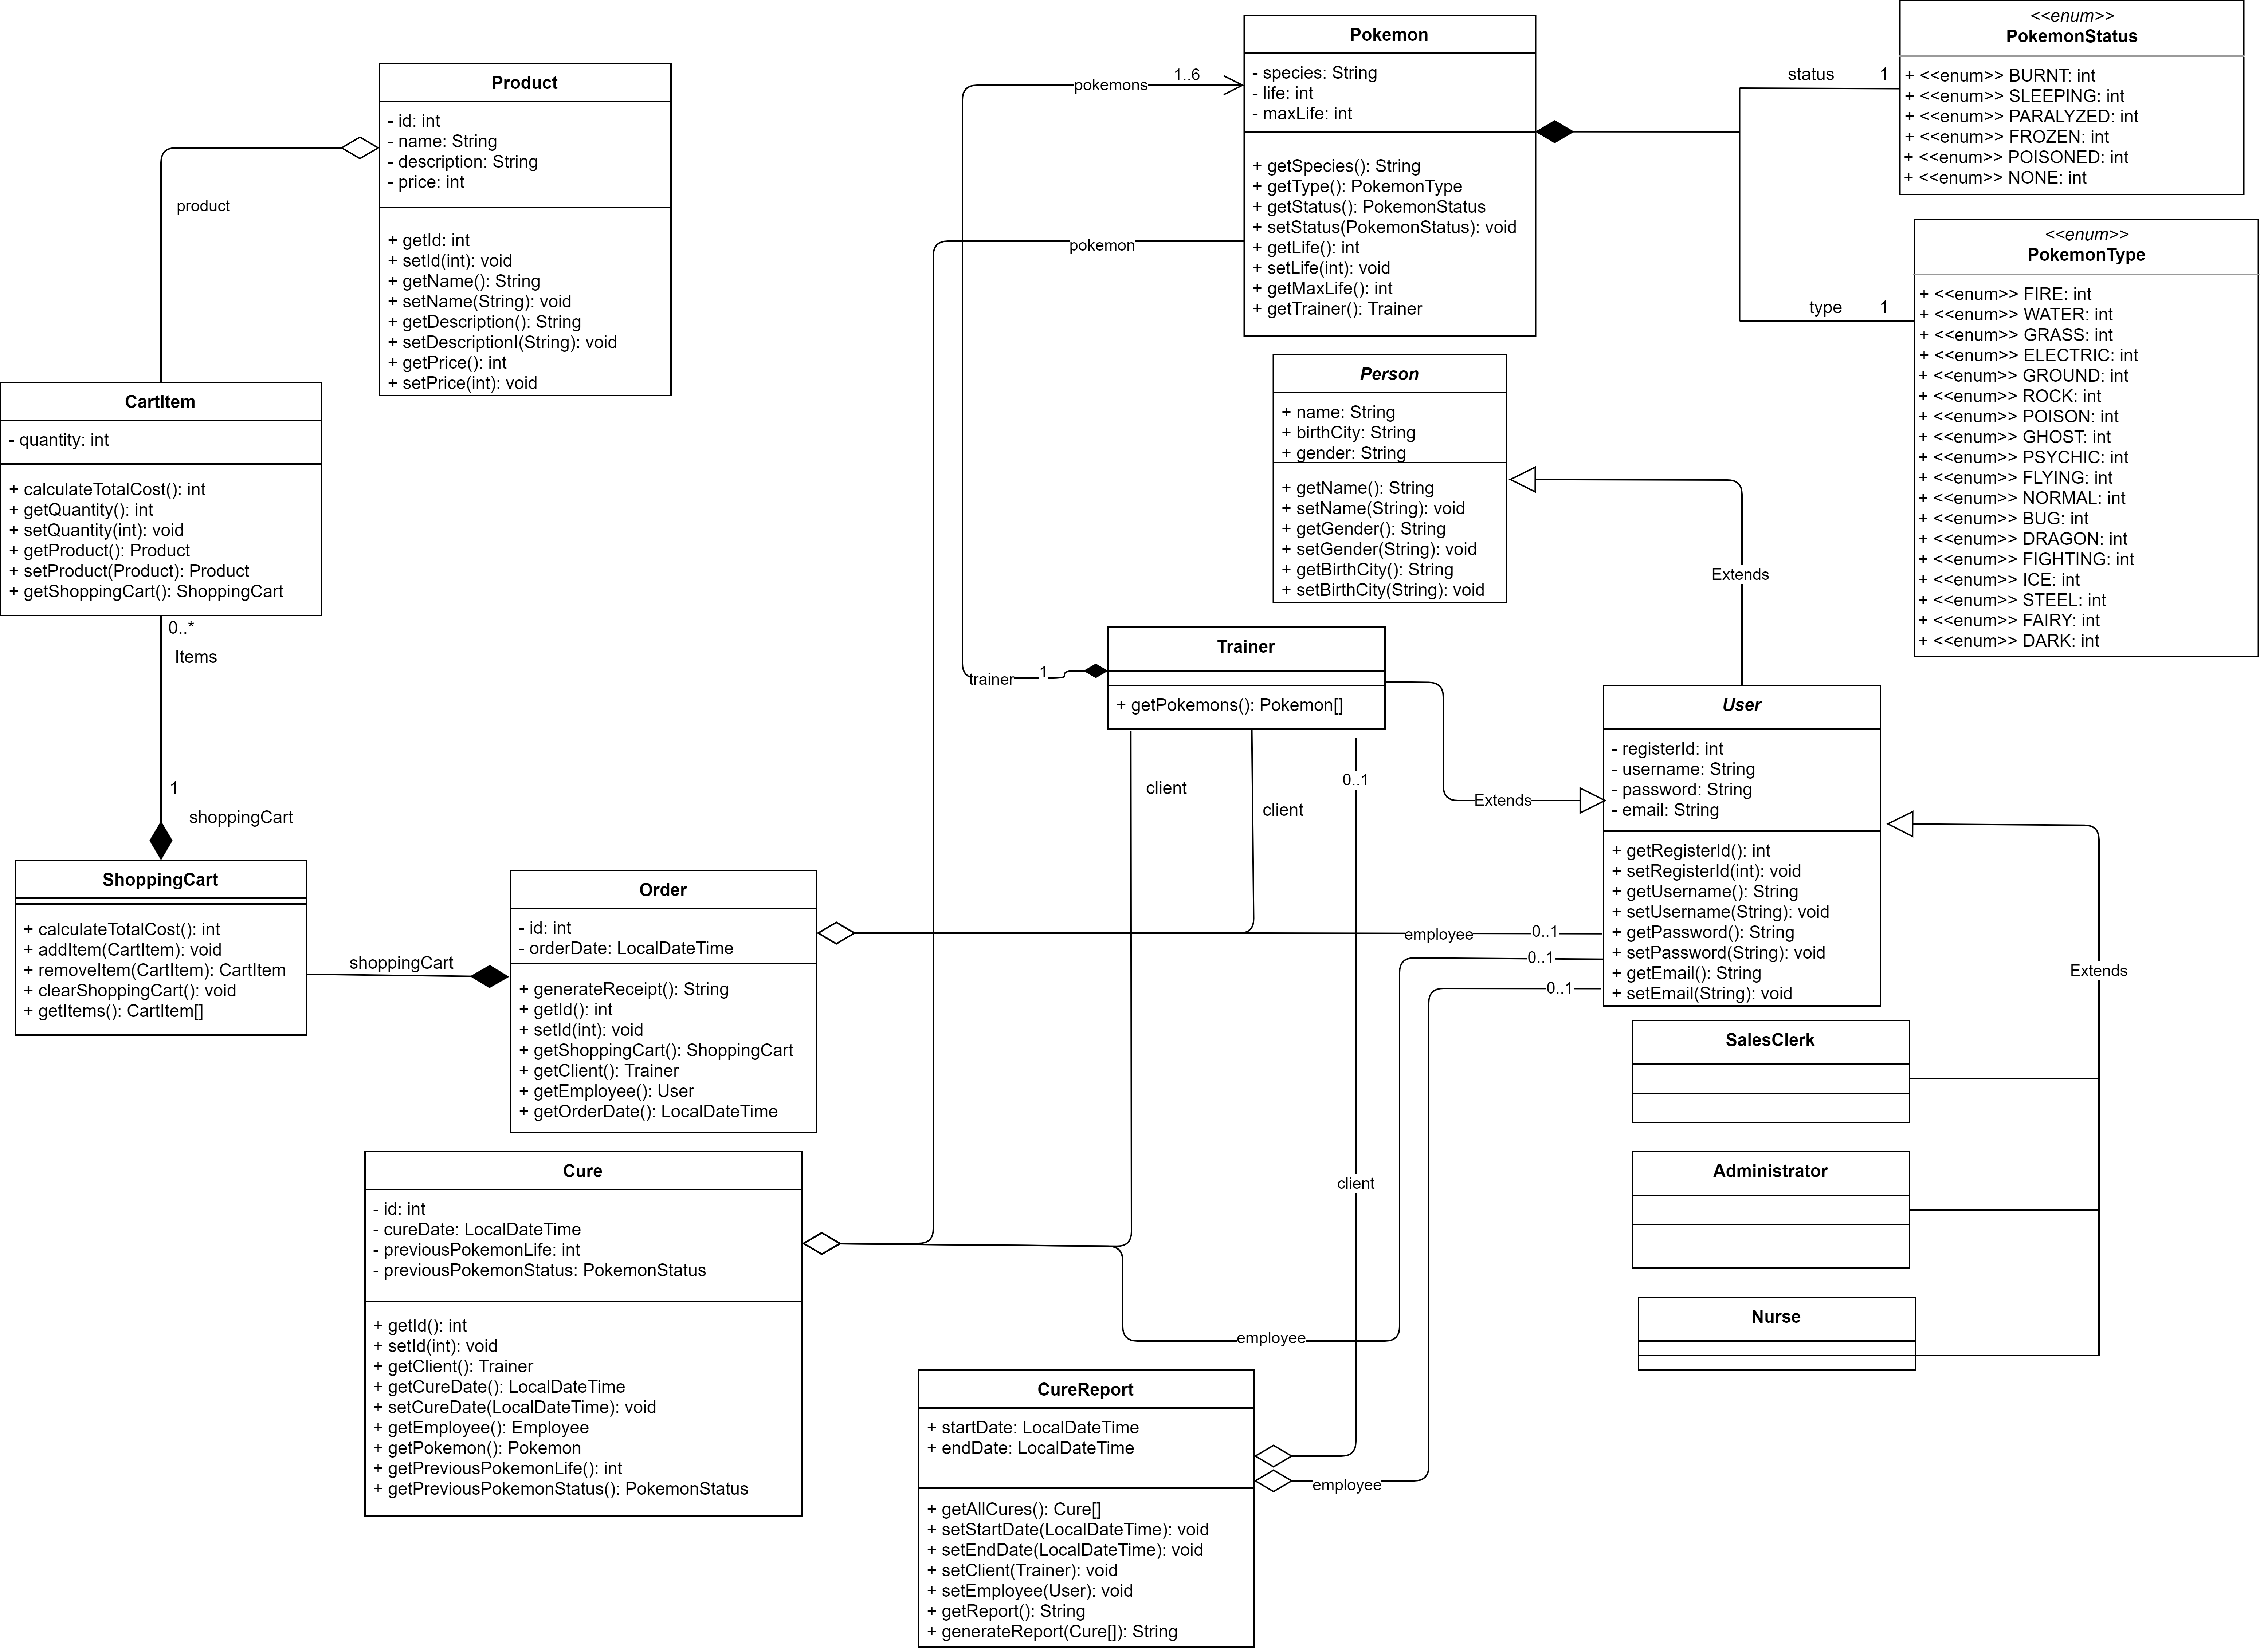 Product
- id: int
- name: String
- description: String
- price: int
+ getId: int
+ setId(int): void
+ getName(): String
+ setName(String): void
+ getDescription(): String
+ setDescriptionI(String): void
+ getPrice(): int
+ setPrice(int): void
product
CartItem
- quantity: int
+ calculateTotalCost(): int
+ getQuantity(): int
+ setQuantity(int): void
+ getProduct(): Product
+ setProduct(Product): Product
+ getShoppingCart(): ShoppingCart
0..*
Items
1
shoppingCart
ShoppingCart
+ calculateTotalCost(): int
+ addItem(CartItem): void
+ removeItem(CartItem): CartItem
+ clearShoppingCart(): void
+ getItems(): CartItem[]
shoppingCart
Order
- id: int
- orderDate: LocalDateTime
+ generateReceipt(): String
+ getId(): int
+ setId(int): void
+ getShoppingCart(): ShoppingCart
+ getClient(): Trainer
+ getEmployee(): User
+ getOrderDate(): LocalDateTime
Cure
- id: int
- cureDate: LocalDateTime
- previousPokemonLife: int
- previousPokemonStatus: PokemonStatus
+ getId(): int
+ setId(int): void
+ getClient(): Trainer
+ getCureDate(): LocalDateTime
+ setCureDate(LocalDateTime): void
+ getEmployee(): Employee
+ getPokemon(): Pokemon
+ getPreviousPokemonLife(): int
+ getPreviousPokemonStatus(): PokemonStatus
pokemons
1..6
pokemon
Pokemon
- species: String
- life: int
- maxLife: int
+ getSpecies(): String
+ getType(): PokemonType
+ getStatus(): PokemonStatus
+ setStatus(PokemonStatus): void
+ getLife(): int
+ setLife(int): void
+ getMaxLife(): int
+ getTrainer(): Trainer
status
1
type
1
<<enum>>
PokemonStatus
+ <<enum>> BURNT: int
+ <<enum>> SLEEPING: int
+ <<enum>> PARALYZED: int
+ <<enum>> FROZEN: int
+ <<enum>> POISONED: int
+ <<enum>> NONE: int
<<enum>>
PokemonType
+ <<enum>> FIRE: int
+ <<enum>> WATER: int
+ <<enum>> GRASS: int
+ <<enum>> ELECTRIC: int
+ <<enum>> GROUND: int
+ <<enum>> ROCK: int
+ <<enum>> POISON: int
+ <<enum>> GHOST: int
+ <<enum>> PSYCHIC: int
+ <<enum>> FLYING: int
+ <<enum>> NORMAL: int
+ <<enum>> BUG: int
+ <<enum>> DRAGON: int
+ <<enum>> FIGHTING: int
+ <<enum>> ICE: int
+ <<enum>> STEEL: int
+ <<enum>> FAIRY: int
+ <<enum>> DARK: int
Person
+ name: String
+ birthCity: String
+ gender: String
+ getName(): String
+ setName(String): void
+ getGender(): String
+ setGender(String): void
+ getBirthCity(): String
+ setBirthCity(String): void
Extends
trainer
1
Trainer
+ getPokemons(): Pokemon[]
client
client
0..1
Extends
User
- registerId: int
- username: String
- password: String
- email: String
+ getRegisterId(): int
+ setRegisterId(int): void
+ getUsername(): String
+ setUsername(String): void
+ getPassword(): String
+ setPassword(String): void
+ getEmail(): String
+ setEmail(String): void
employee
0..1
0..1
0..1
Extends
SalesClerk
Administrator
Nurse
client
employee
CureReport
+ startDate: LocalDateTime
+ endDate: LocalDateTime
+ getAllCures(): Cure[]
+ setStartDate(LocalDateTime): void
+ setEndDate(LocalDateTime): void
+ setClient(Trainer): void
+ setEmployee(User): void
+ getReport(): String
+ generateReport(Cure[]): String
employee